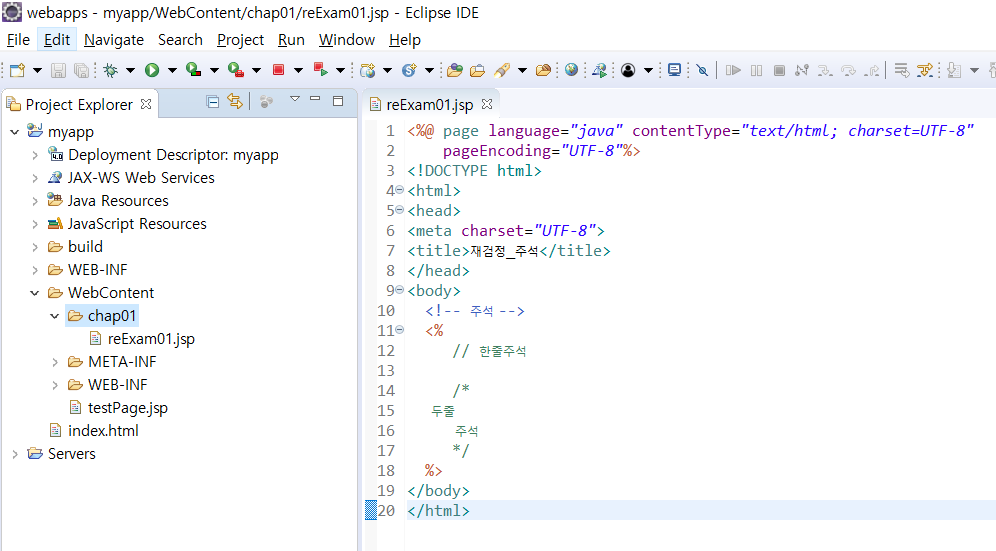 webapps - myapp/WebContent/chap01/reExam01.jsp - Eclipse IDE
File Edit Navigate Search Project Run Window Help
Project Explorer
myapp
Deployment Descriptor: myapp
JAX-WS Web Services
Java Resources
JavaScript Resources
build
WEB-INF
WebContent
chap01
reExam01.jsp
META-INF
WEB-INF
testPage.jsp
index.html
Servers
reExam01.jsp
1 <%@ page language="java" contentType="text/html; charset=UTF-8"
2     pageEncoding="UTF-8"%>
3 <!DOCTYPE html>
4 <html>
5 <head>
6 <meta charset="UTF-8">
7 <title>재검정_주석</title>
8 </head>
9 <body>
10   <!-- 주석 -->
11   <%
12      // 한줄주석
13
14      /*
15   두줄
16      주석
17      */
18   %>
19 </body>
20 </html>